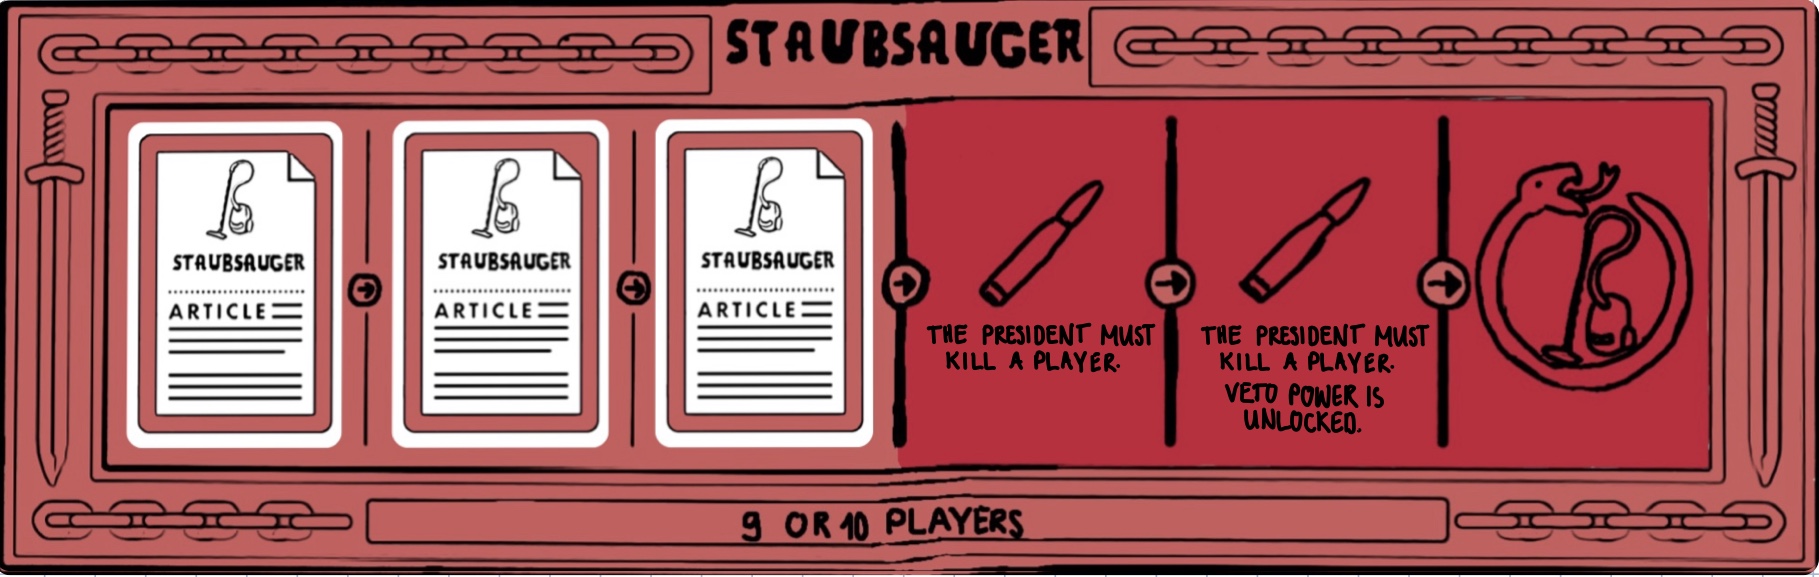 STAUBSAUGER
STAUBSAUGER
ARTICLE
STAUBSAUGER
ARTICLE
STAUBSAUGER
ARTICLE
THE PRESIDENT MUST
KILL A PLAYER.
THE PRESIDENT MUST
KILL A PLAYER.
VETO POWER IS
UNLOCKED.
9 OR 10 PLAYERS